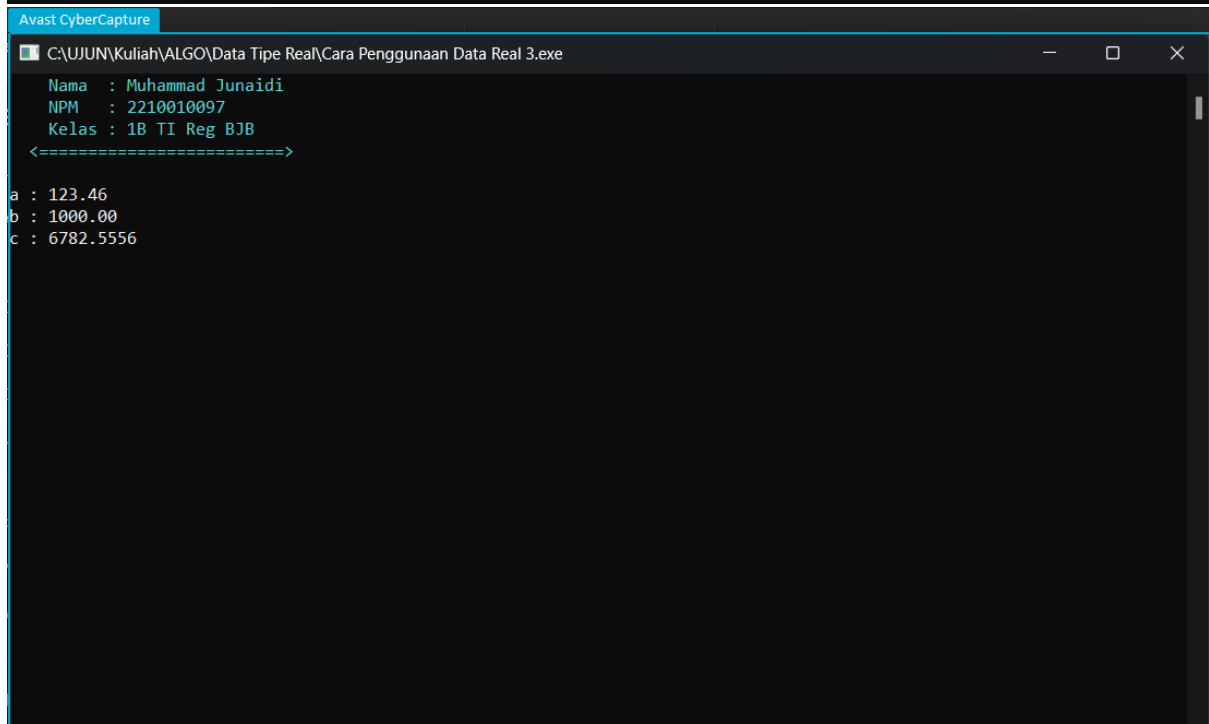 Avast CyberCapture
C:\UJUN\Kuliah\ALGO\Data Tipe Real\Cara Penggunaan Data Real 3.exe
Nama  : Muhammad Junaidi
NPM   : 2210010097
Kelas : 1B TI Reg BJB
<=========================>
a : 123.46
b : 1000.00
c : 6782.5556